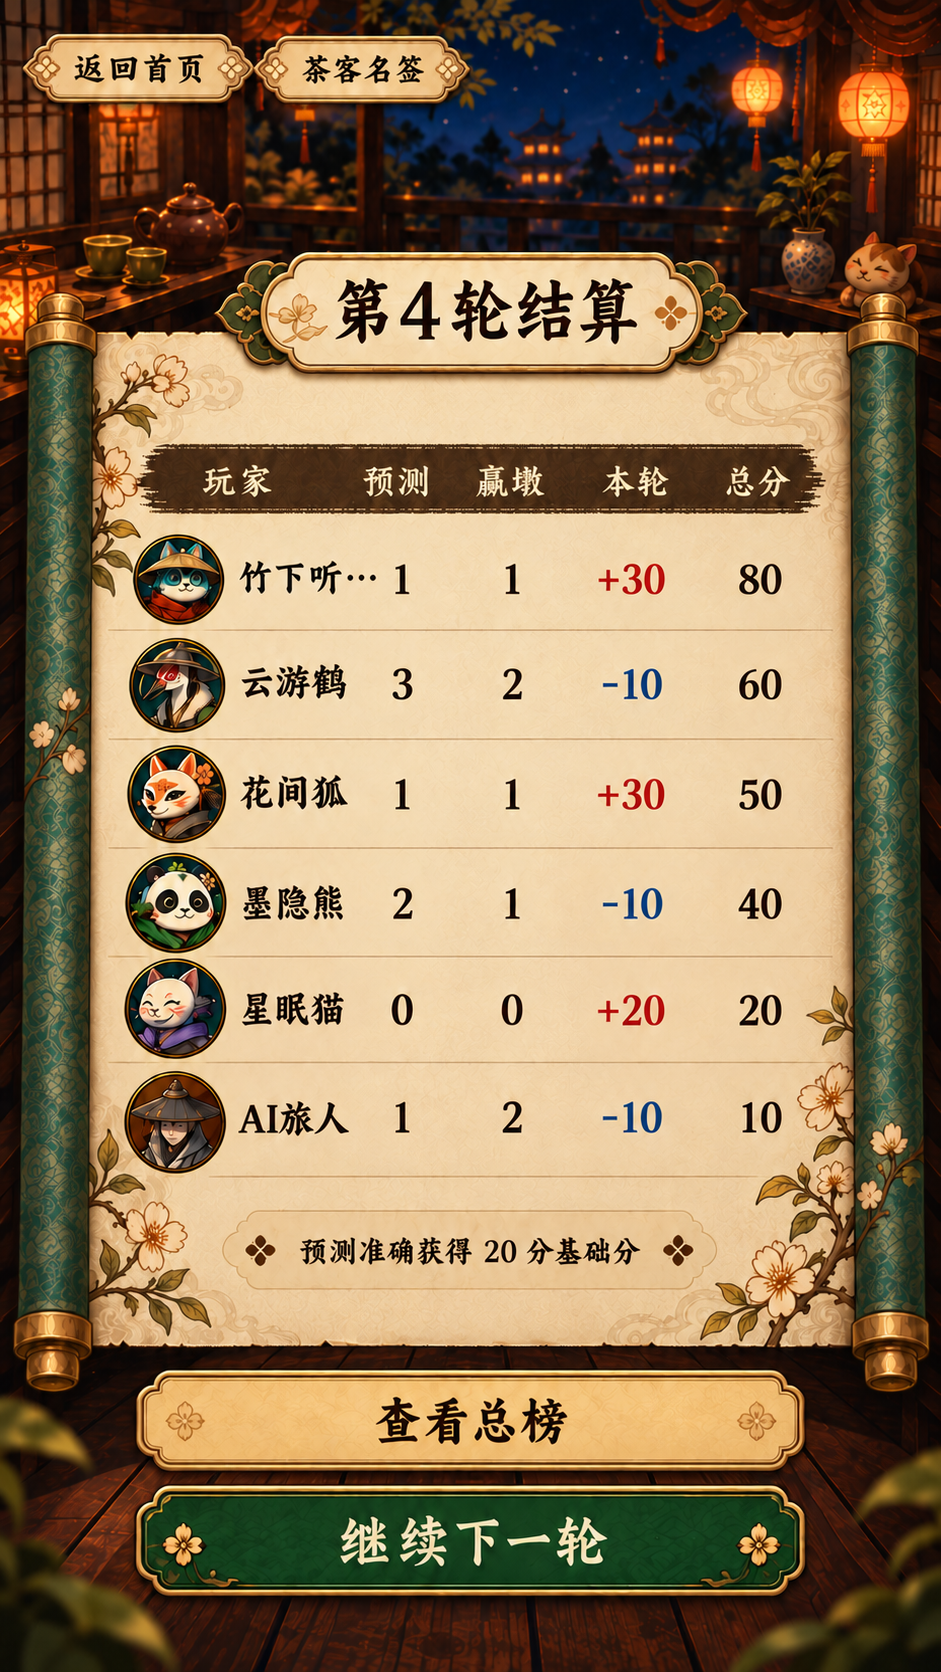 返回首页 茶客名签
第4轮结算
玩家 预测 赢墩 本轮 总分
竹下听… 1 1 +30 80
云游鹤 3 2 -10 60
花间狐 1 1 +30 50
墨隐熊 2 1 -10 40
星眠猫 0 0 +20 20
AI旅人 1 2 -10 10
预测准确获得 20 分基础分
查看总榜
继续下一轮